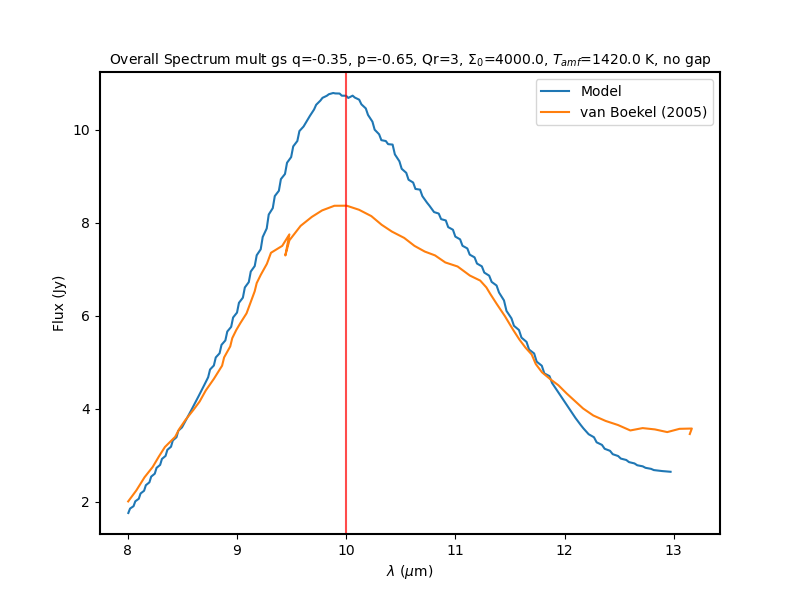 Overall Spectrum mult gs q=-0.35, p=-0.65, Qr=3, Σ₀=4000.0, T_amf=1420.0 K, no gap
Model
van Boekel (2005)
Flux (Jy)
10
8
6
4
2
8 9 10 11 12 13
λ (μm)